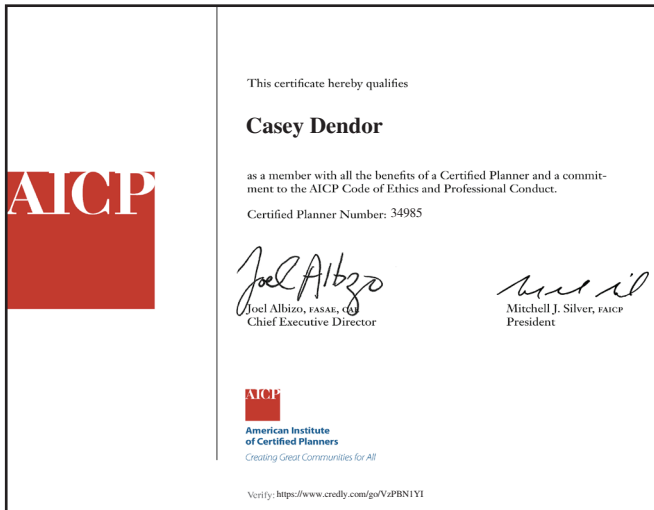 This certificate hereby qualifies
Casey Dendor
AICP
as a member with all the benefits of a Certified Planner and a commit-
ment to the AICP Code of Ethics and Professional Conduct.
Certified Planner Number: 34985
Joel Albizo
Joel Albizo, FASAE, CAE
Chief Executive Director
Mitchell J. Silver, FAICP
President
AICP
American Institute
of Certified Planners
Creating Great Communities for All
Verify: https://www.credly.com/go/VzPBN1YI